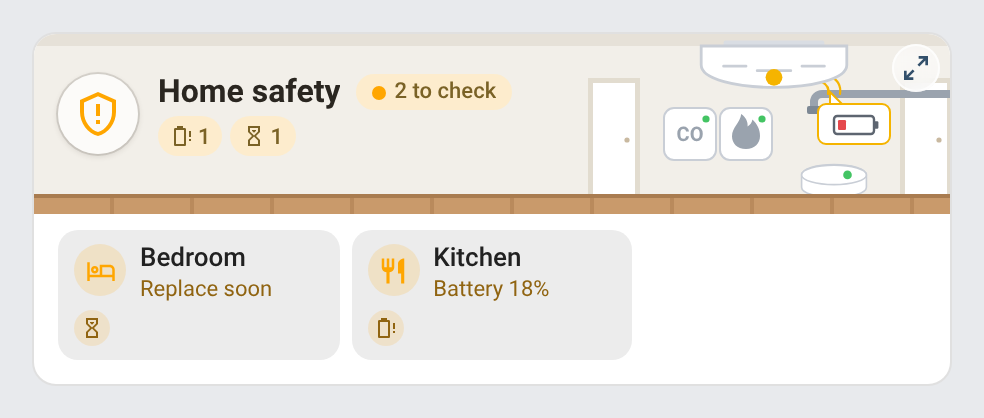 Home safety
2 to check
1
1
CO
Bedroom
Replace soon
Kitchen
Battery 18%